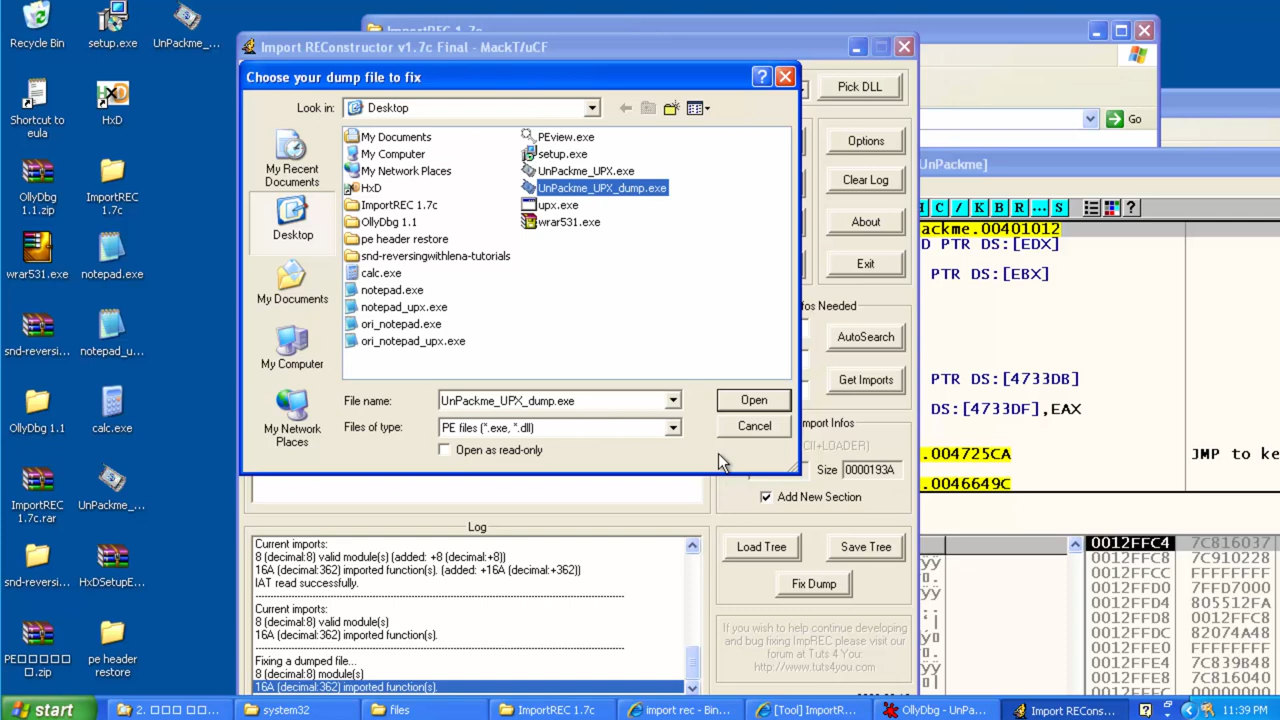 Recycle Bin
setup.exe
UnPackme_...
Shortcut to
eula
HxD
OllyDbg
1.1.zip
ImportREC
1.7c
wrar531.exe
notepad.exe
snd-reversi...
notepad_u...
OllyDbg 1.1
calc.exe
ImportREC
1.7c.rar
UnPackme_...
snd-reversi...
HxDSetupE...
pe header
restore
Import REConstructor v1.7c Final - MackT/uCF
Choose your dump file to fix
Look in:
Desktop
My Recent
Documents
Desktop
My Documents
My Computer
My Network
Places
My Documents
My Computer
My Network Places
HxD
ImportREC 1.7c
OllyDbg 1.1
pe header restore
snd-reversingwithlena-tutorials
calc.exe
notepad.exe
notepad_upx.exe
ori_notepad.exe
ori_notepad_upx.exe
PEview.exe
setup.exe
UnPackme_UPX.exe
UnPackme_UPX_dump.exe
upx.exe
wrar531.exe
File name:
UnPackme_UPX_dump.exe
Open
Files of type:
PE files (*.exe, *.dll)
Cancel
Open as read-only
Pick DLL
Options
Clear Log
About
Exit
nfos Needed
AutoSearch
Get Imports
mport Infos
CII+LOADER)
Size
0000193A
Add New Section
Load Tree
Save Tree
Fix Dump
If you wish to help continue developing
and bug fixing ImpREC please visit our
forum at Tuts 4 You:
http://www.tuts4you.com
Log
Current imports:
8 (decimal:8) valid module(s) (added: +8 (decimal:+8))
16A (decimal:362) imported function(s). (added: +16A (decimal:+362))
IAT read successfully.
Current imports:
8 (decimal:8) valid module(s)
16A (decimal:362) imported function(s).
Fixing a dumped file...
8 (decimal:8) module(s)
16A (decimal:362) imported function(s).
Go
UnPackme]
C / K B R ... S
?
ackme.00401012
D PTR DS:[EDX]
PTR DS:[EBX]
PTR DS:[4733DB]
DS:[4733DF],EAX
.004725CA
JMP to ke
.0046649C
0012FFC4 7C816037
0012FFC8 7C910228
0012FFCC FFFFFFFF
0012FFD0 7FFD7000
0012FFD4 805512FA
0012FFD8 0012FFC8
0012FFDC 82074A48
0012FFE0 FFFFFFFF
0012FFE4 7C839B48
0012FFE8 7C816040
start
system32
files
ImportREC 1.7c
import rec - Bin...
[Tool] ImportR...
OllyDbg - UnPa...
Import RECons...
11:39 PM